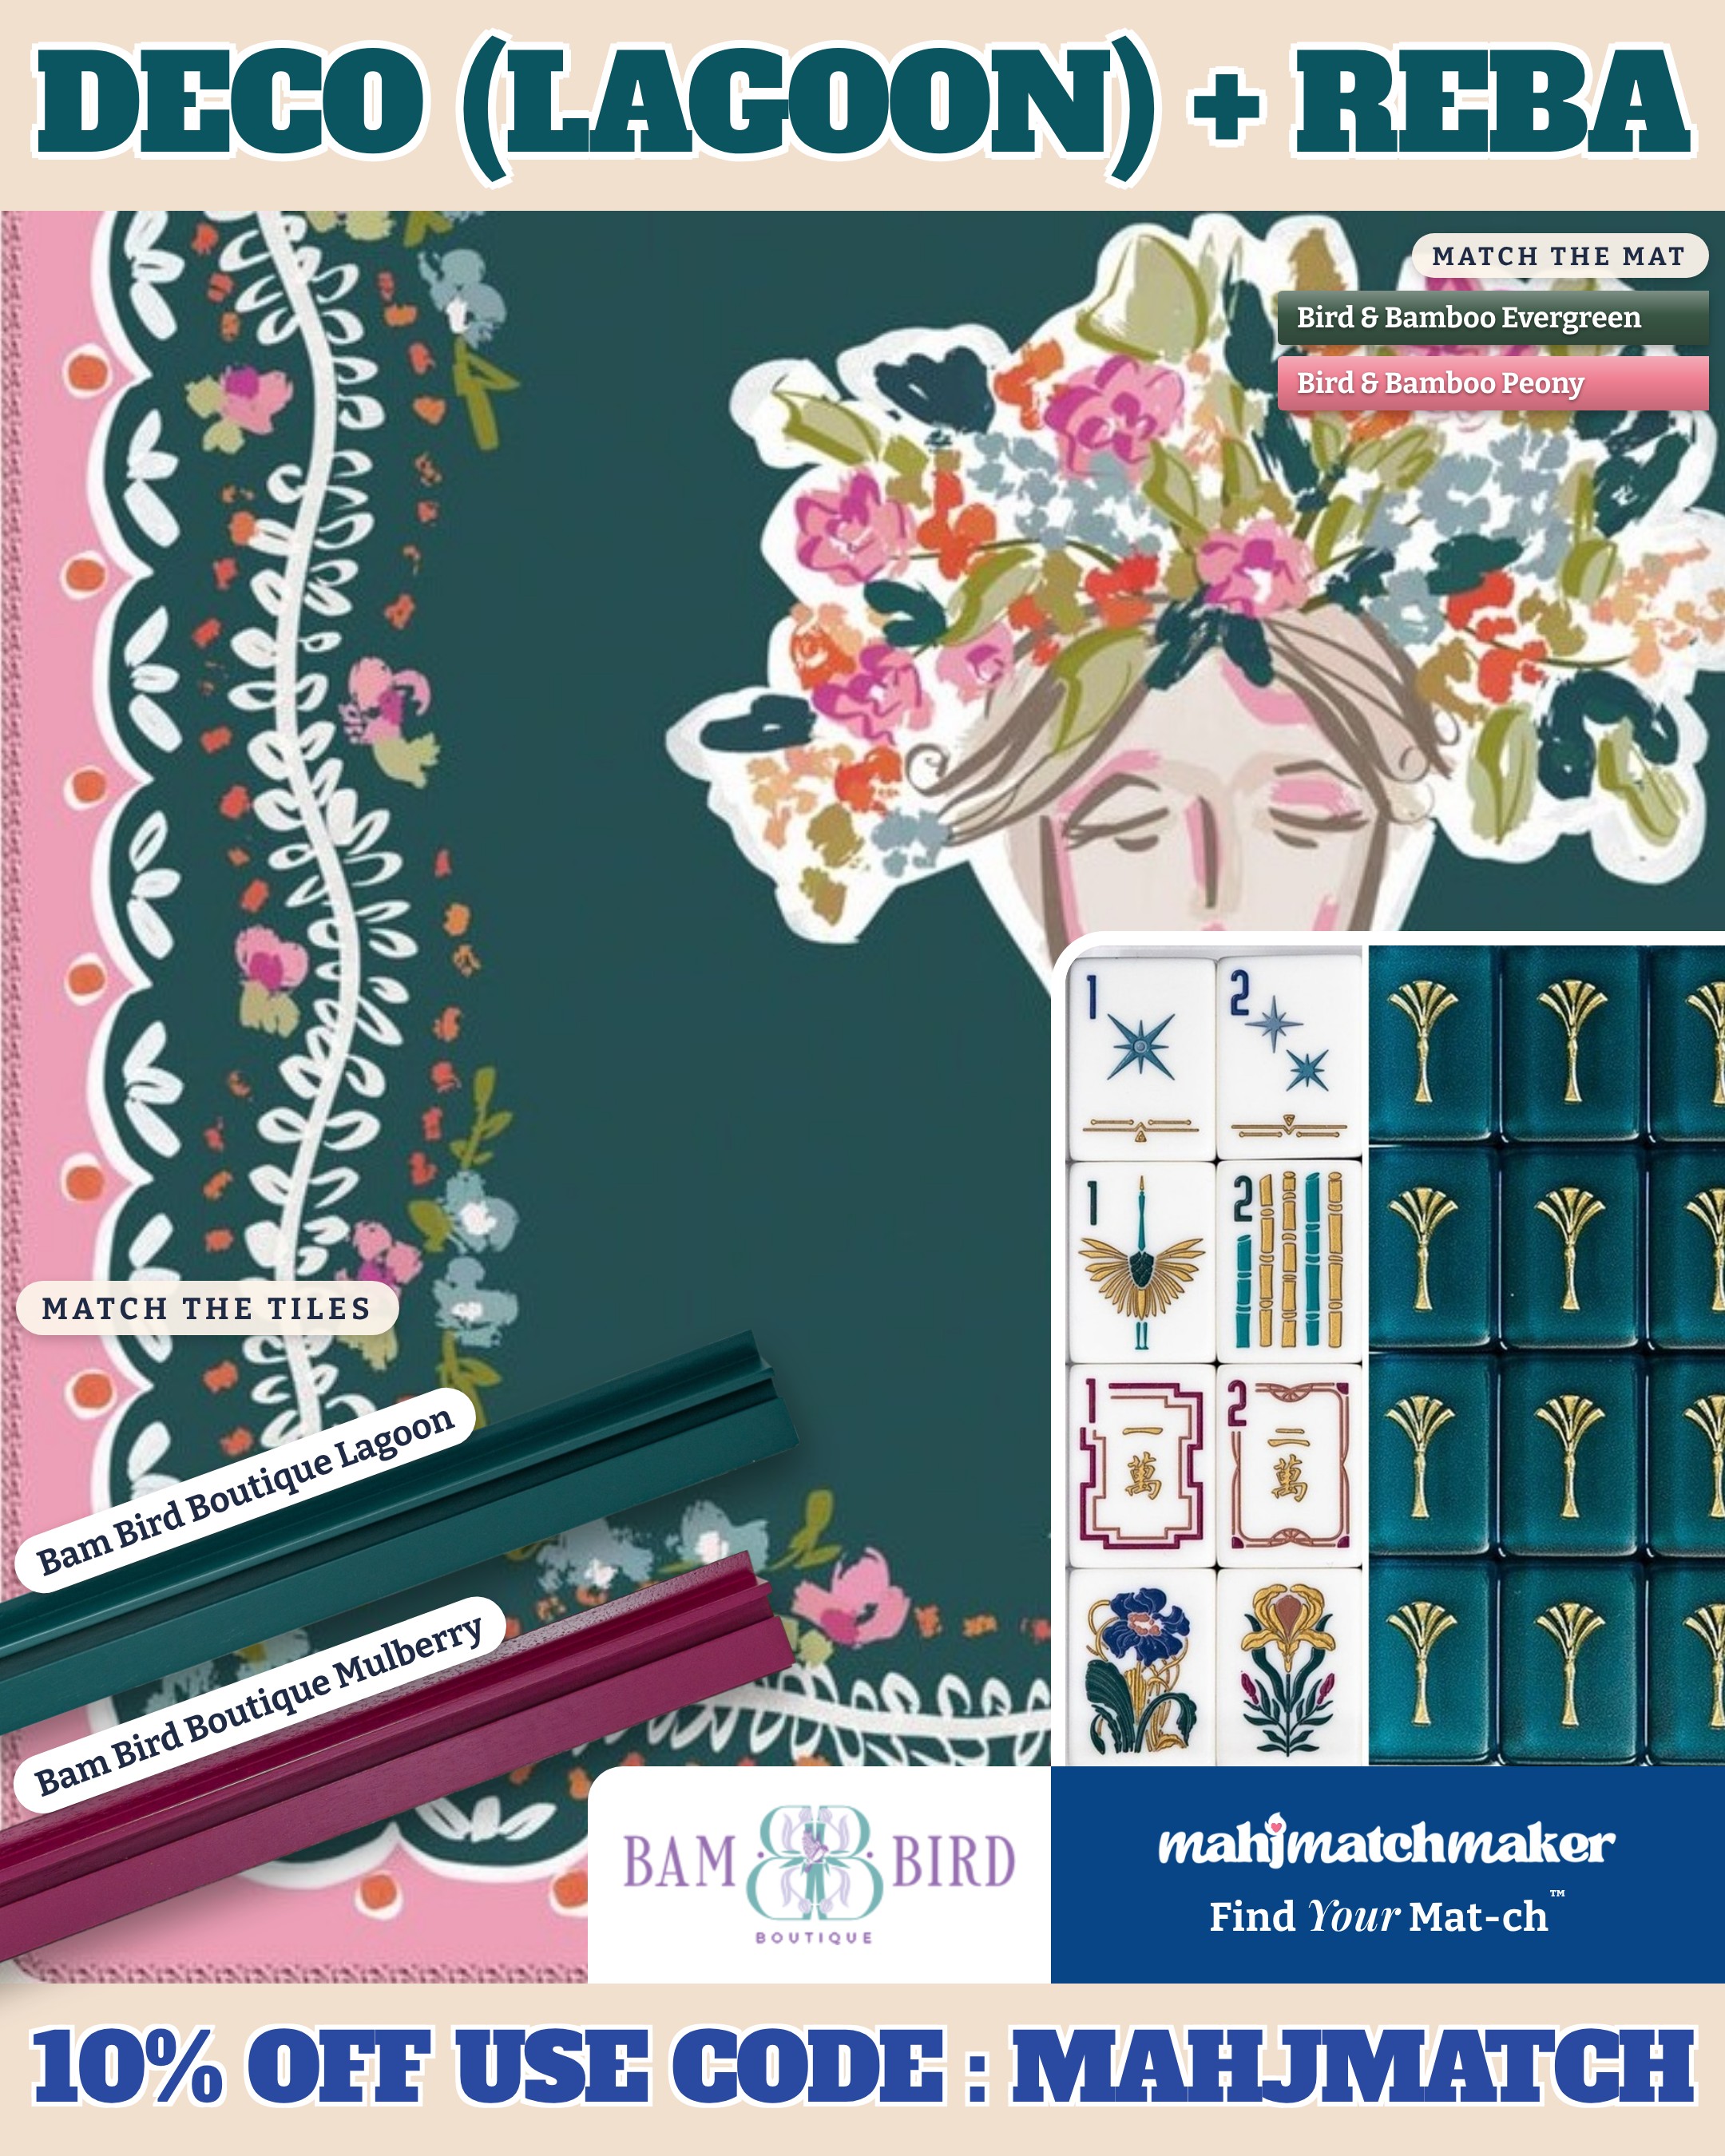 DECO (LAGOON) + REBA
MATCH THE MAT
Bird & Bamboo Evergreen
Bird & Bamboo Peony
1 2
1 2
1 2
一 二
萬 萬
MATCH THE TILES
Bam Bird Boutique Lagoon
Bam Bird Boutique Mulberry
BAM BIRD
BOUTIQUE
mahjmatchmaker
Find Your Mat-ch™
10% OFF USE CODE : MAHJMATCH